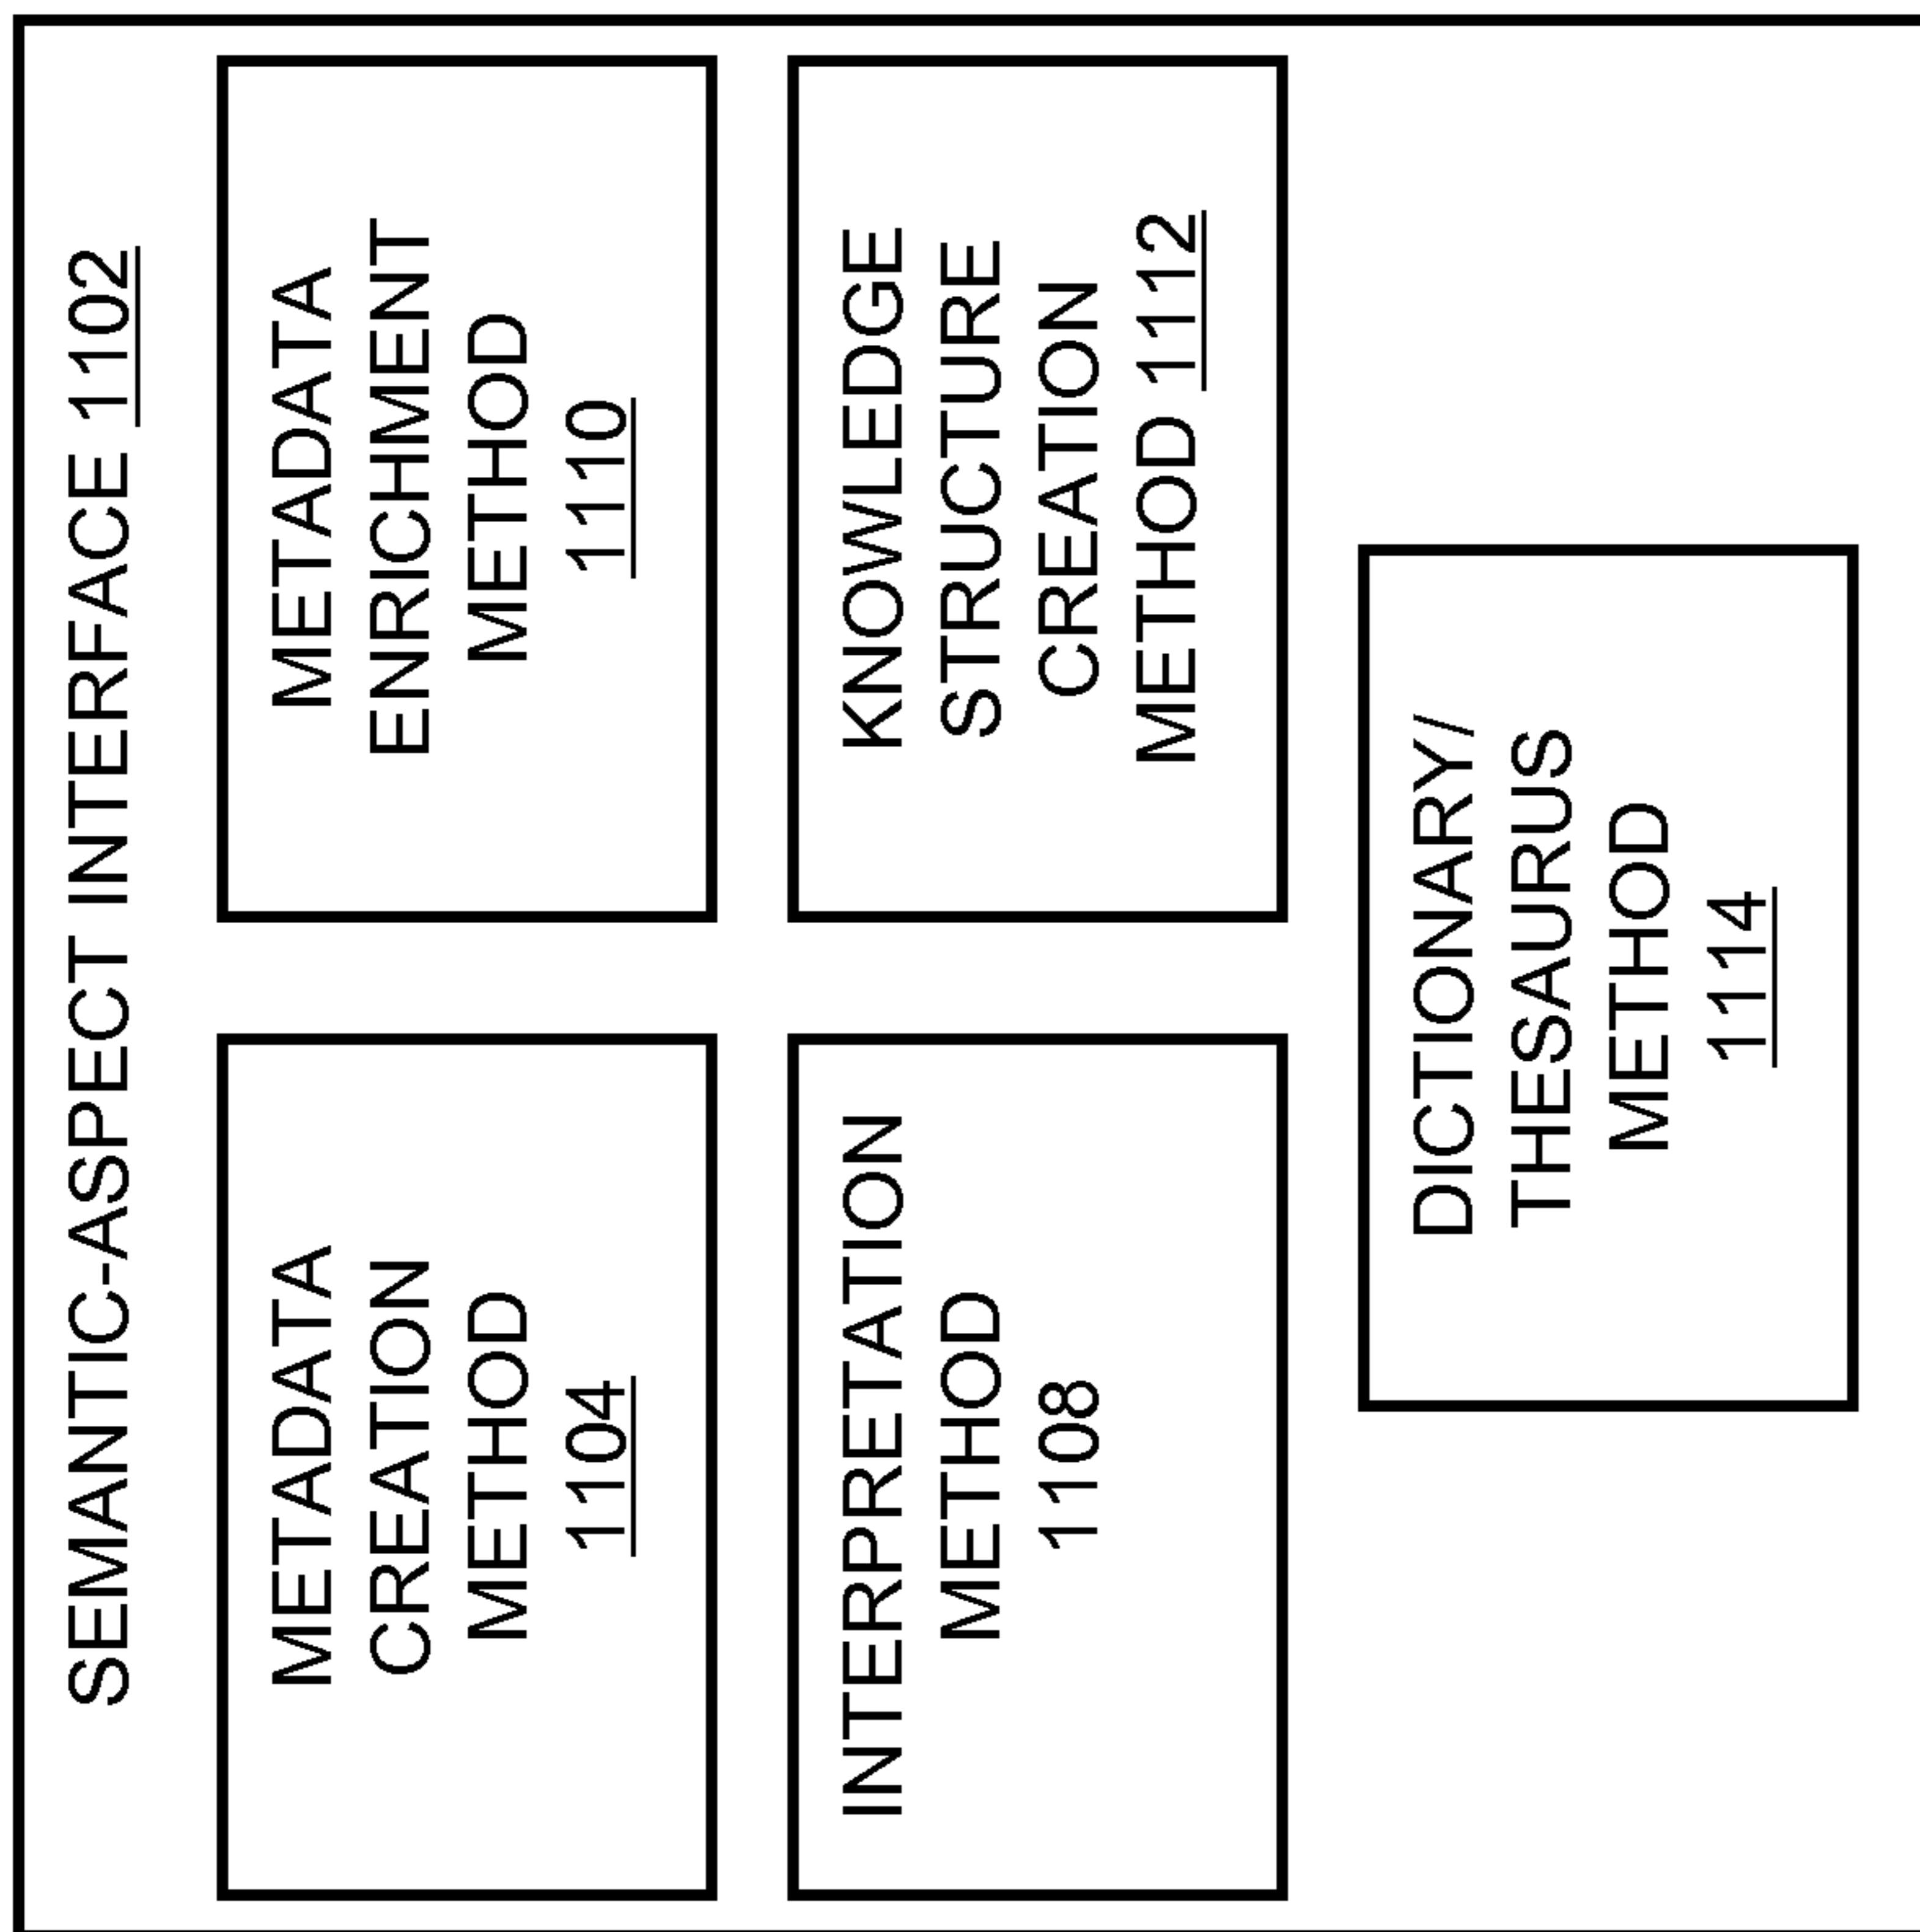 SEMANTIC-ASPECT INTERFACE 1102
METADATA
CREATION
METHOD
1104
METADATA
ENRICHMENT
METHOD
1110
INTERPRETATION
METHOD
1108
KNOWLEDGE
STRUCTURE
CREATION
METHOD 1112
DICTIONARY/
THESAURUS
METHOD
1114